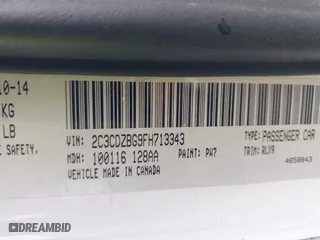 10-14
KG
LB
E SAFETY.
VIN: 2C3CDZBG9FH713343
TYPE: PASSENGER CAR
MDH: 100116 128AA
PAINT: PW7
TRIM: RLX9
VEHICLE MADE IN CANADA
4658843
DREAMBID